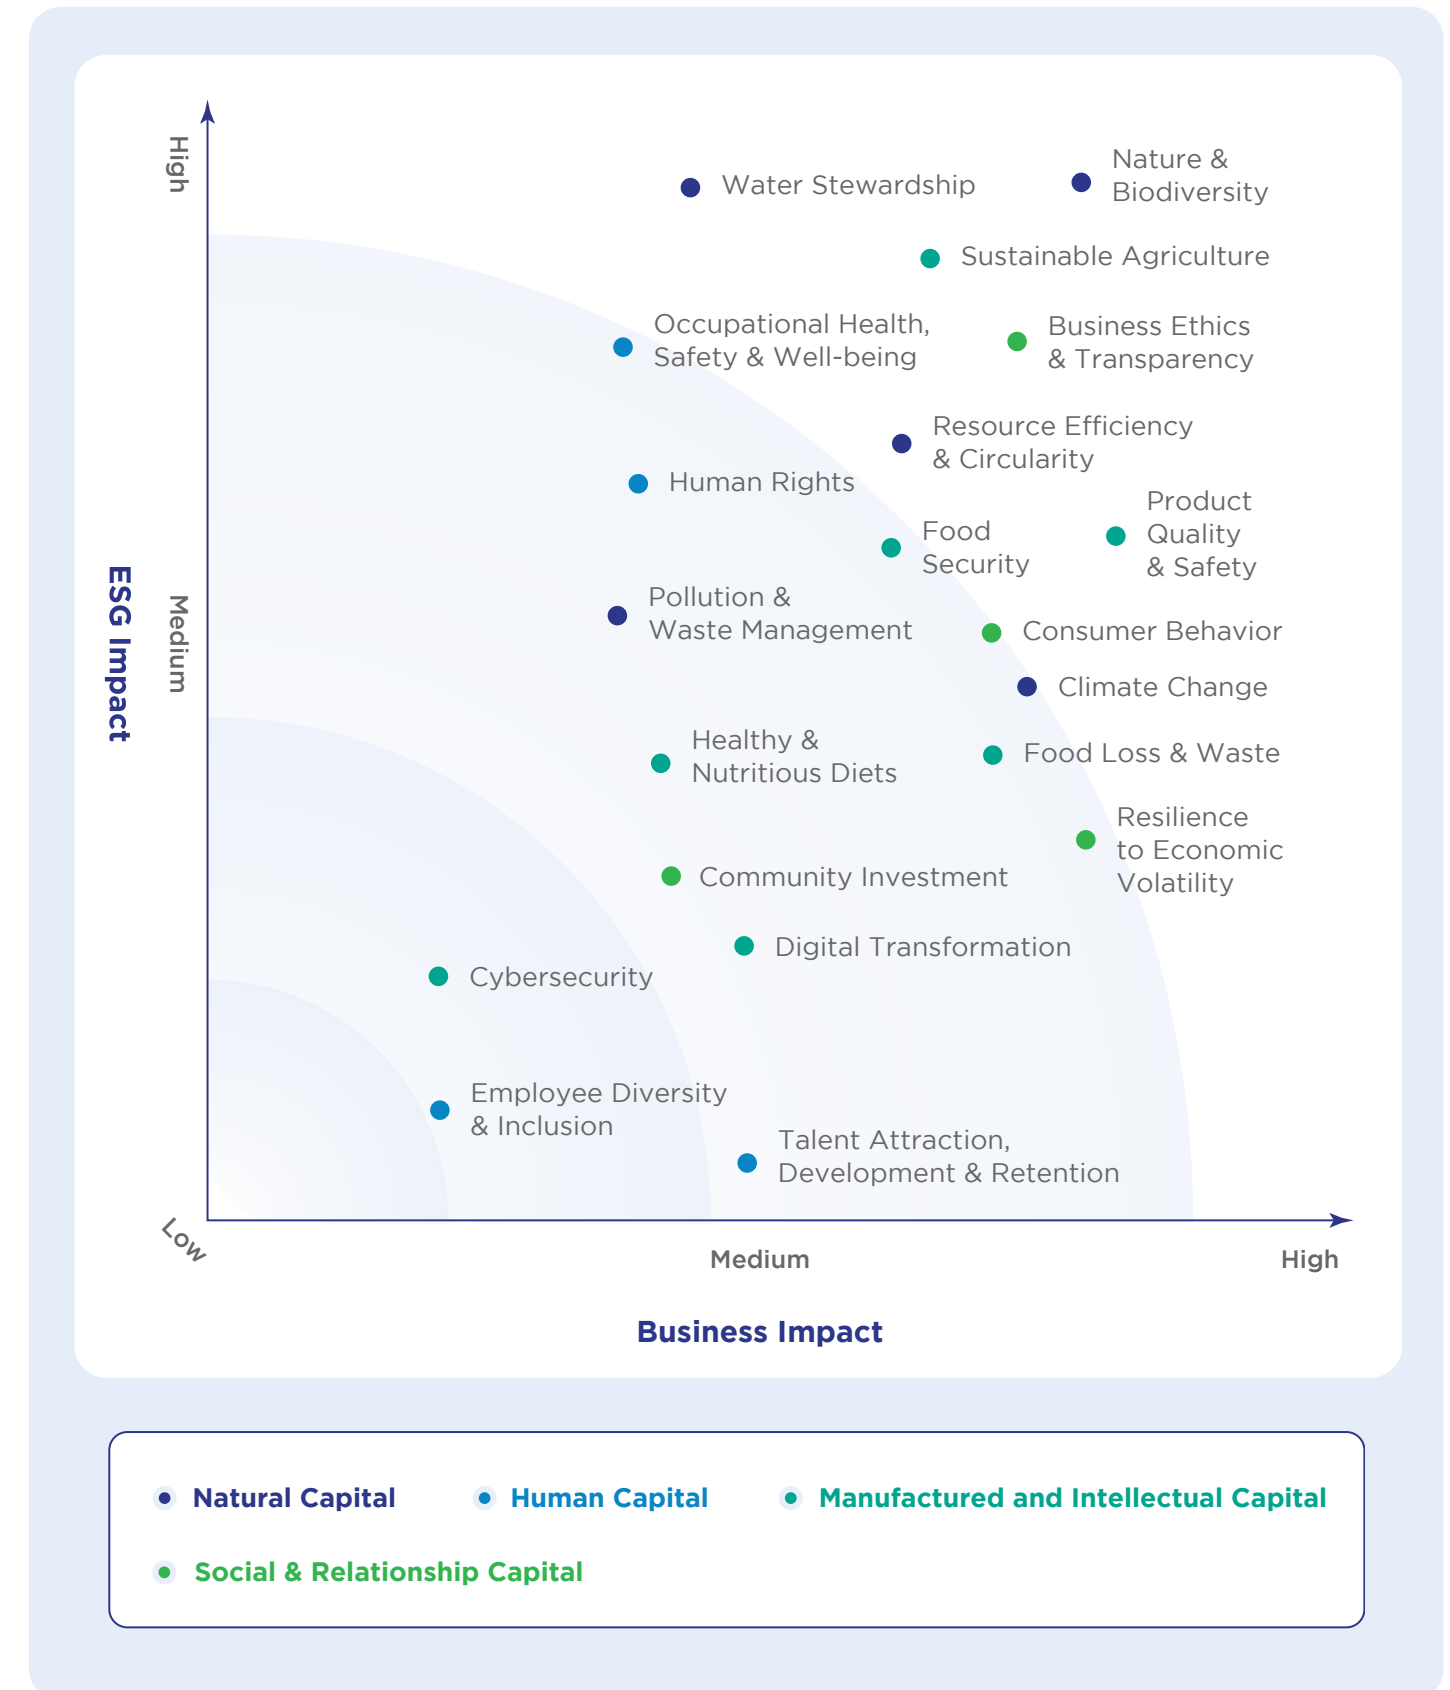 High
Water Stewardship
Nature &
Biodiversity
Sustainable Agriculture
Occupational Health,
Safety & Well-being
Business Ethics
& Transparency
Resource Efficiency
& Circularity
Human Rights
Product
Quality
& Safety
Food
Security
ESG Impact
Medium
Pollution &
Waste Management
Consumer Behavior
Climate Change
Healthy &
Nutritious Diets
Food Loss & Waste
Resilience
to Economic
Volatility
Community Investment
Digital Transformation
Cybersecurity
Employee Diversity
& Inclusion
Talent Attraction,
Development & Retention
Low
Medium
High
Business Impact
Natural Capital
Human Capital
Manufactured and Intellectual Capital
Social & Relationship Capital